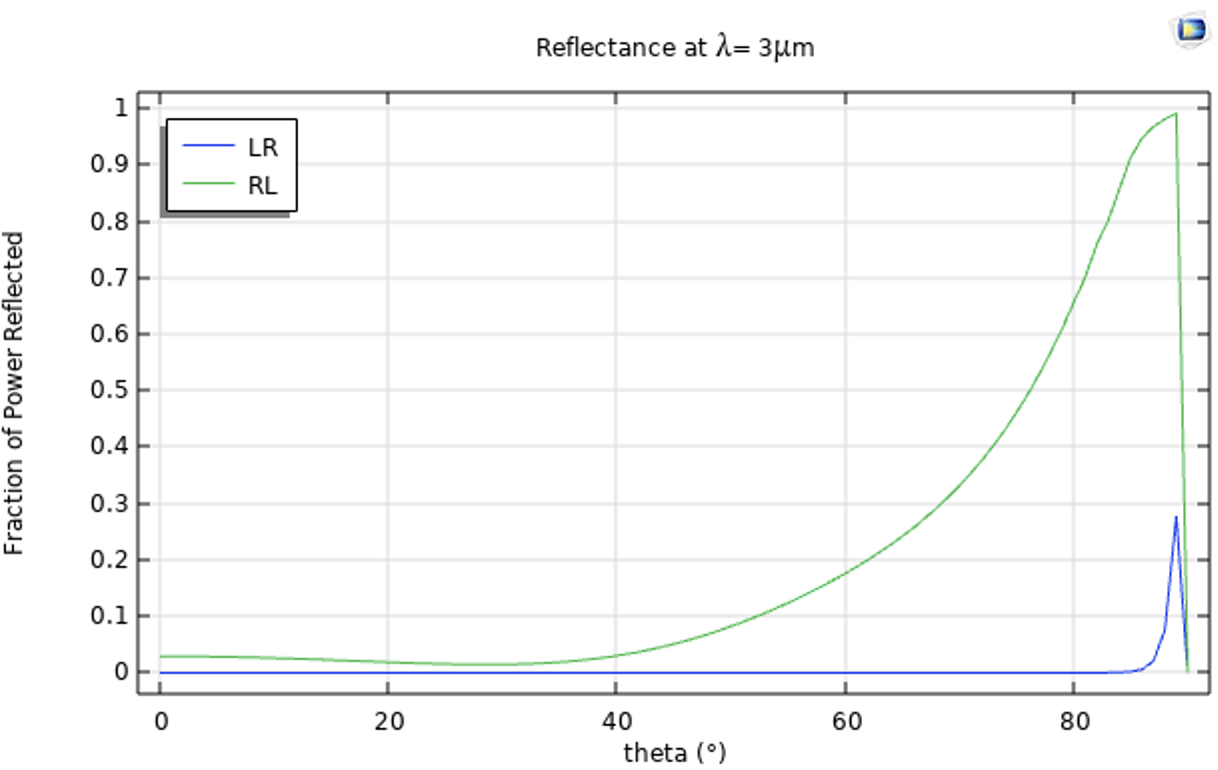 Reflectance at λ= 3μm
Fraction of Power Reflected
1
0.9
0.8
0.7
0.6
0.5
0.4
0.3
0.2
0.1
0
LR
RL
0 20 40 60 80
theta (°)